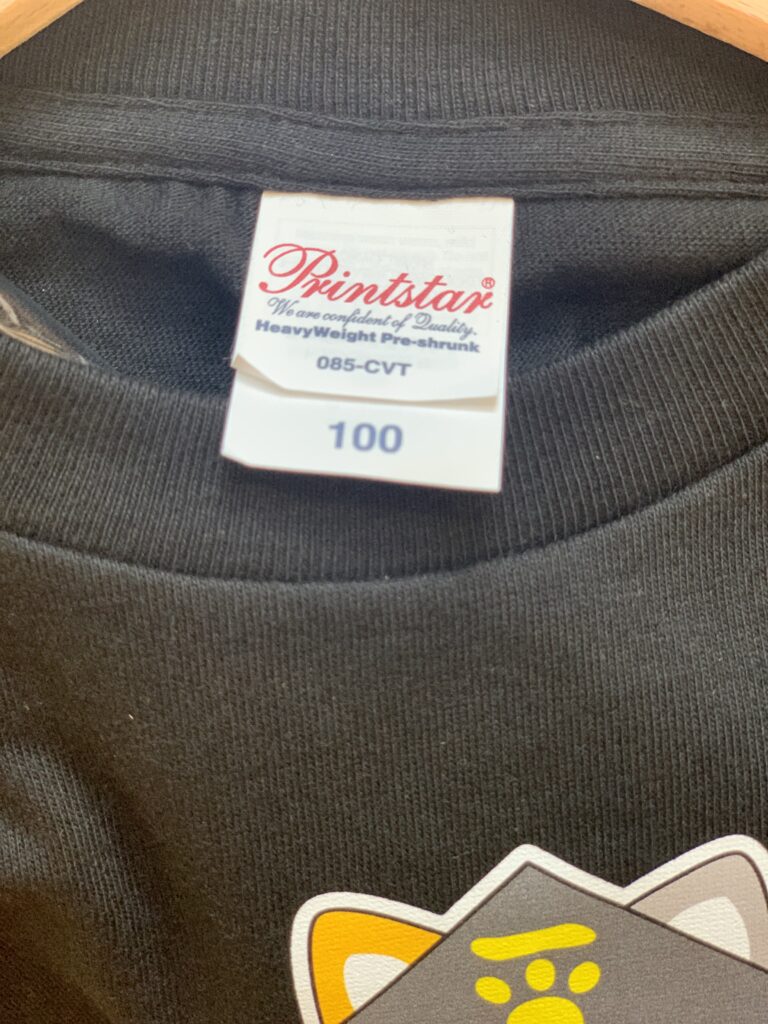 Printstar®
We are confident of Quality.
HeavyWeight Pre-shrunk
085-CVT
100